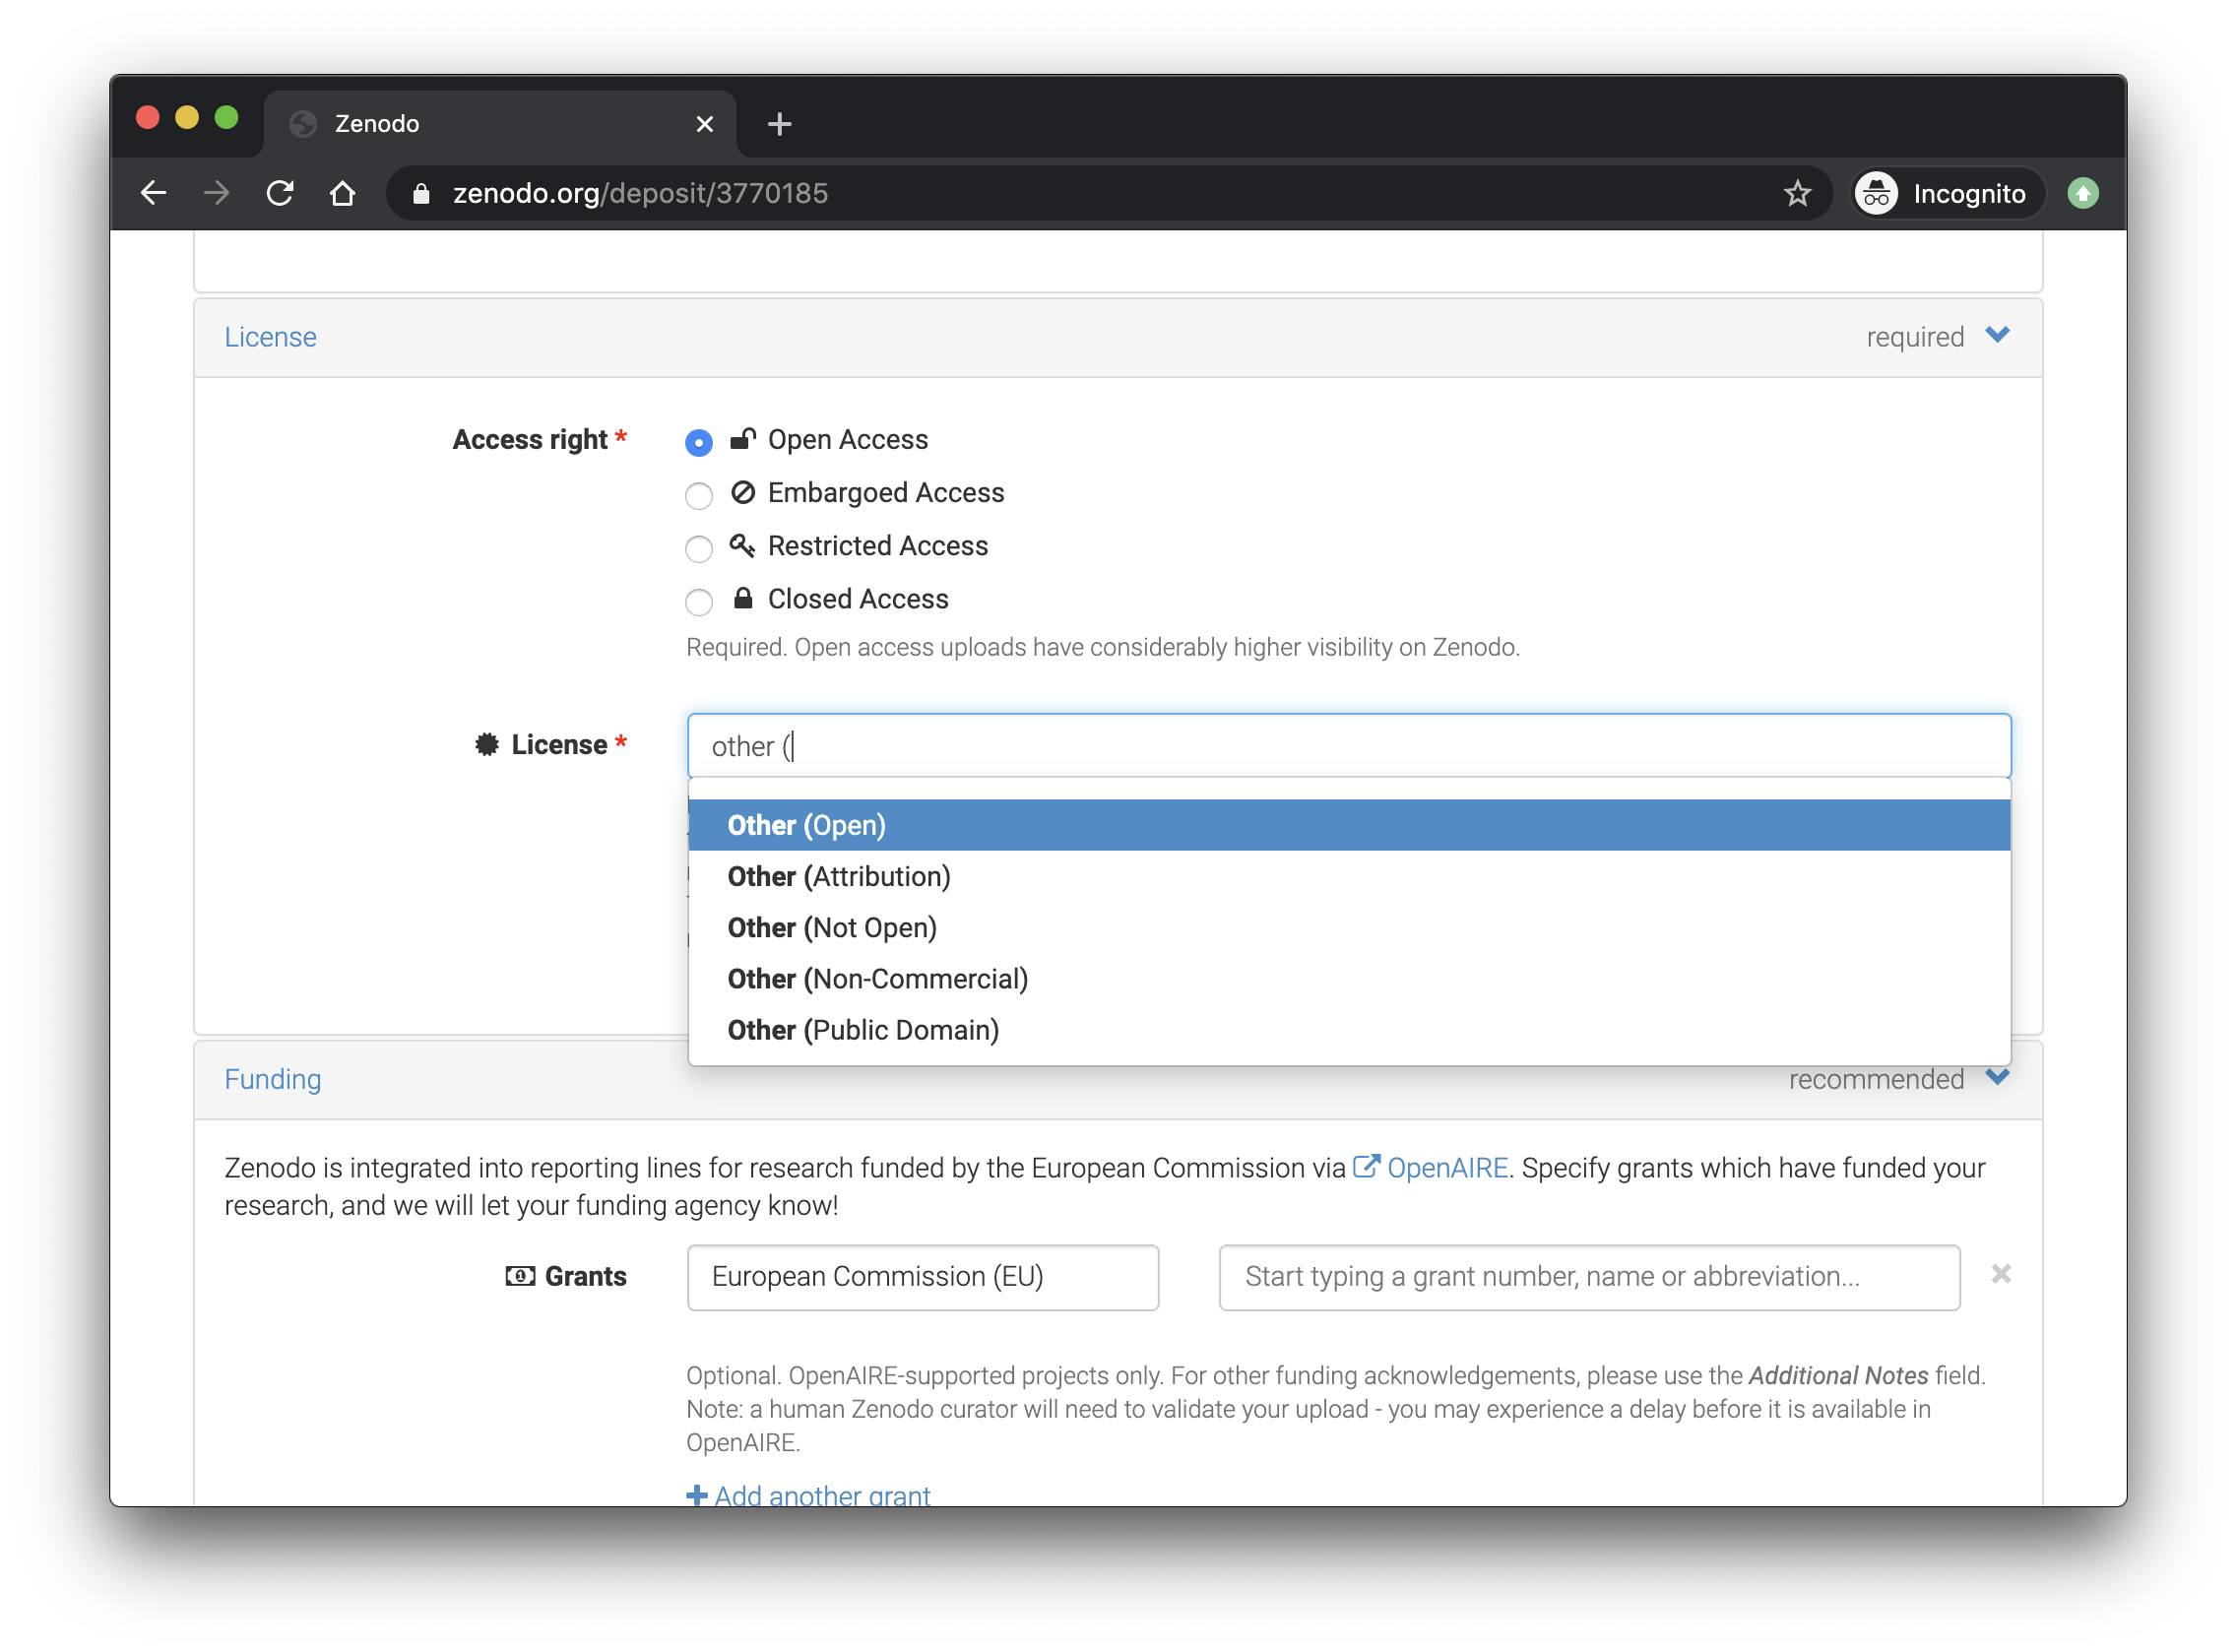 Zenodo
zenodo.org/deposit/3770185
Incognito
License
required
Access right *
Open Access
Embargoed Access
Restricted Access
Closed Access
Required. Open access uploads have considerably higher visibility on Zenodo.
License *
other (
Other (Open)
Other (Attribution)
Other (Not Open)
Other (Non-Commercial)
Other (Public Domain)
Funding
recommended
Zenodo is integrated into reporting lines for research funded by the European Commission via OpenAIRE. Specify grants which have funded your
research, and we will let your funding agency know!
Grants
European Commission (EU)
Start typing a grant number, name or abbreviation...
Optional. OpenAIRE-supported projects only. For other funding acknowledgements, please use the Additional Notes field.
Note: a human Zenodo curator will need to validate your upload - you may experience a delay before it is available in
OpenAIRE.
Add another grant